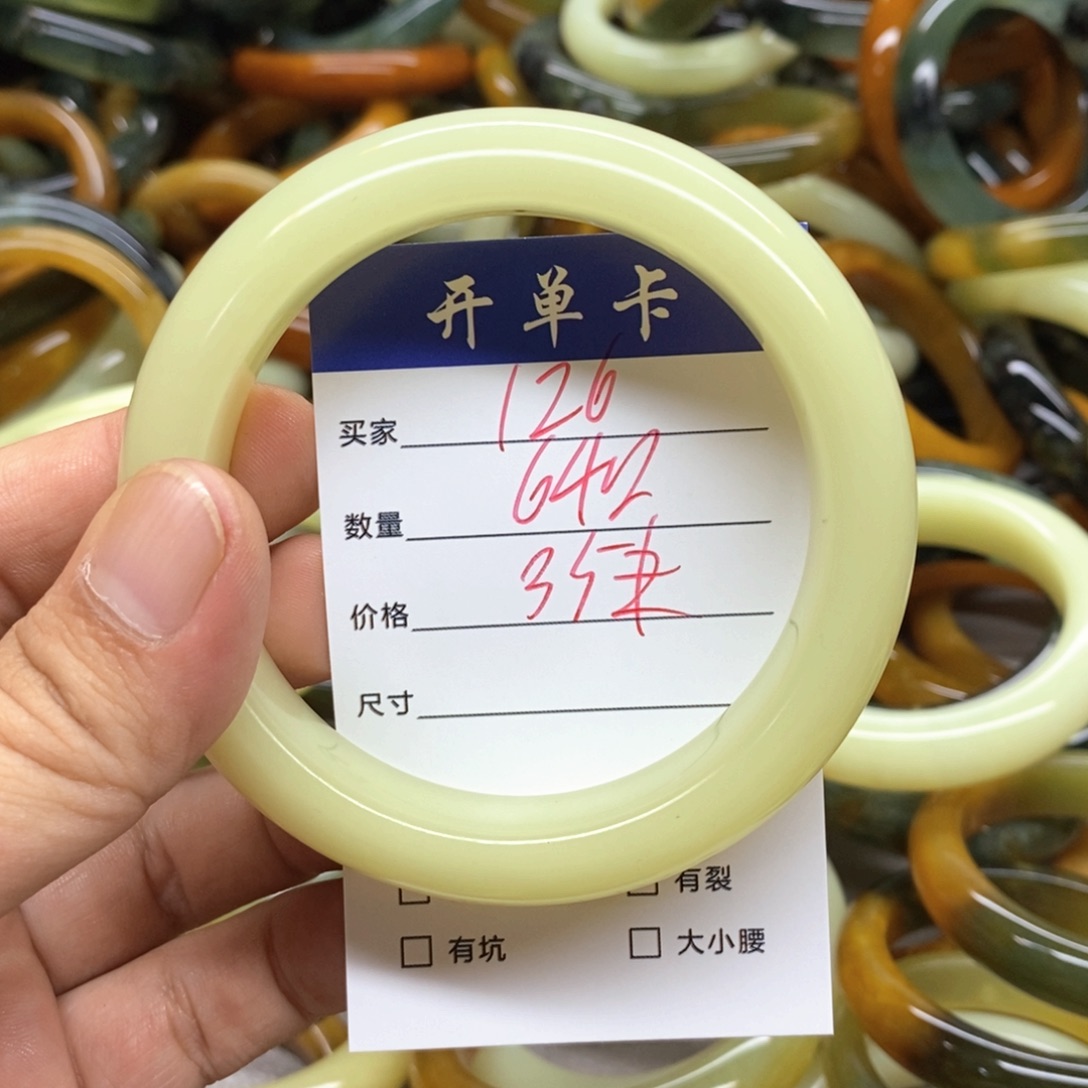 开单卡
买家 126
数量 642
价格 35
尺寸
有裂
有坑 大小腰